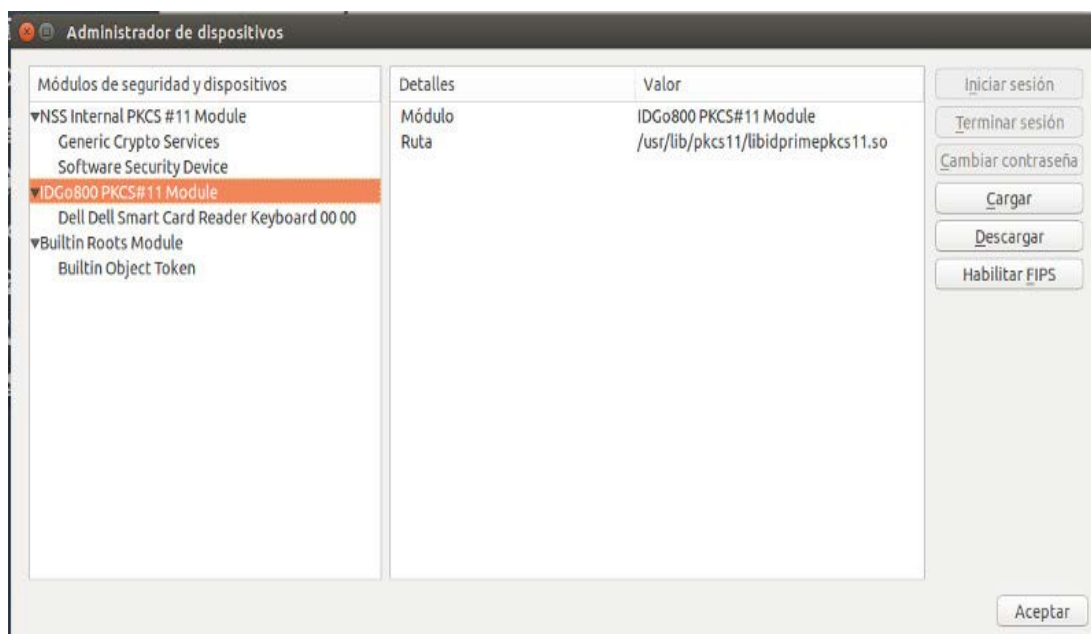 Administrador de dispositivos
Módulos de seguridad y dispositivos
▼NSS Internal PKCS #11 Module
Generic Crypto Services
Software Security Device
▼IDGo800 PKCS#11 Module
Dell Dell Smart Card Reader Keyboard 00 00
▼Builtin Roots Module
Builtin Object Token
Detalles Valor
Módulo IDGo800 PKCS#11 Module
Ruta /usr/lib/pkcs11/libidprimepkcs11.so
Iniciar sesión
Terminar sesión
Cambiar contraseña
Cargar
Descargar
Habilitar FIPS
Aceptar